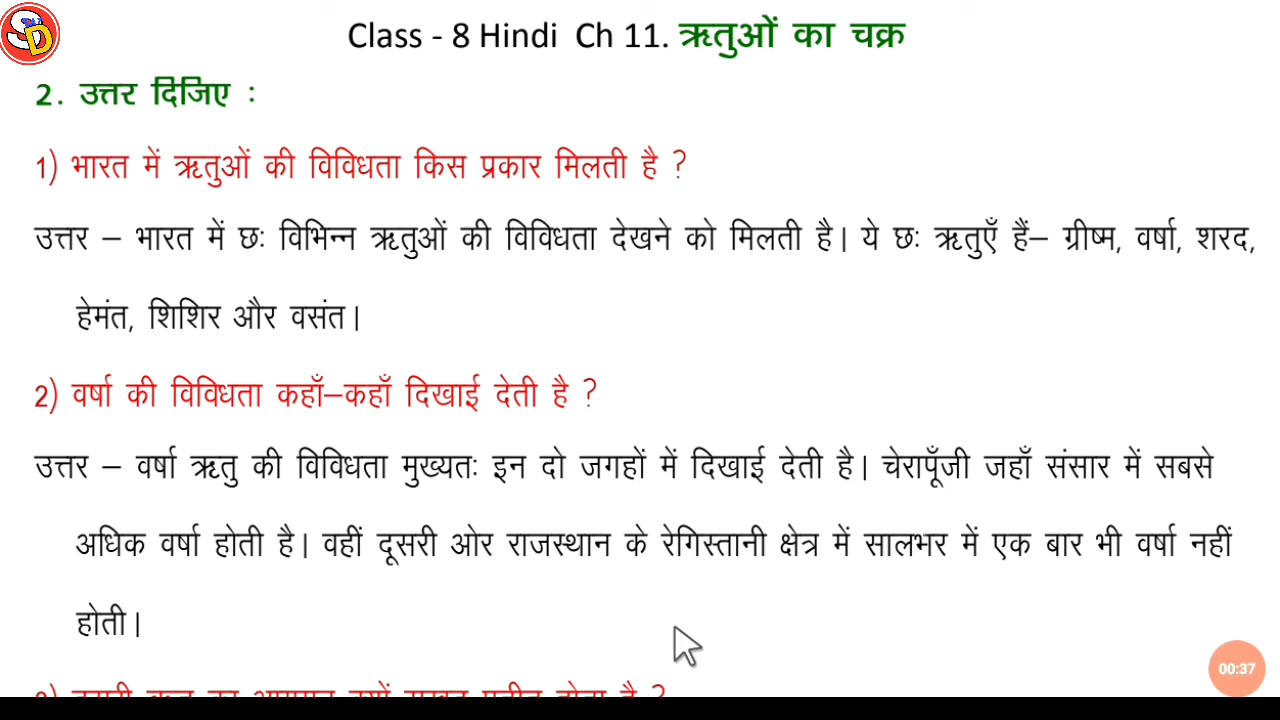 SD
Class - 8 Hindi Ch 11. ऋतुओं का चक्र
2. उत्तर दिजिए :
1) भारत में ऋतुओं की विविधता किस प्रकार मिलती है ?
उत्तर – भारत में छः विभिन्न ऋतुओं की विविधता देखने को मिलती है। ये छः ऋतुएँ हैं– ग्रीष्म, वर्षा, शरद,
हेमंत, शिशिर और वसंत।
2) वर्षा की विविधता कहाँ–कहाँ दिखाई देती है ?
उत्तर – वर्षा ऋतु की विविधता मुख्यतः इन दो जगहों में दिखाई देती है। चेरापूँजी जहाँ संसार में सबसे
अधिक वर्षा होती है। वहीं दूसरी ओर राजस्थान के रेगिस्तानी क्षेत्र में सालभर में एक बार भी वर्षा नहीं
होती।
00:37